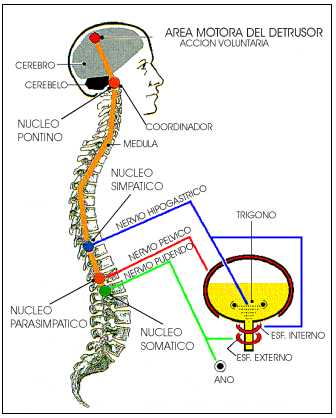 AREA MOTORA DEL DETRUSOR
ACCION VOLUNTARIA
CEREBRO
CEREBELO
NUCLEO
PONTINO
COORDINADOR
MEDULA
NUCLEO
SIMPATICO
NERVIO HIPOGASTRICO
TRIGONO
NERVIO PELVICO
NERVIO PUDENDO
NUCLEO
PARASIMPATICO
NUCLEO
SOMATICO
ESF. INTERNO
ESF. EXTERNO
ANO